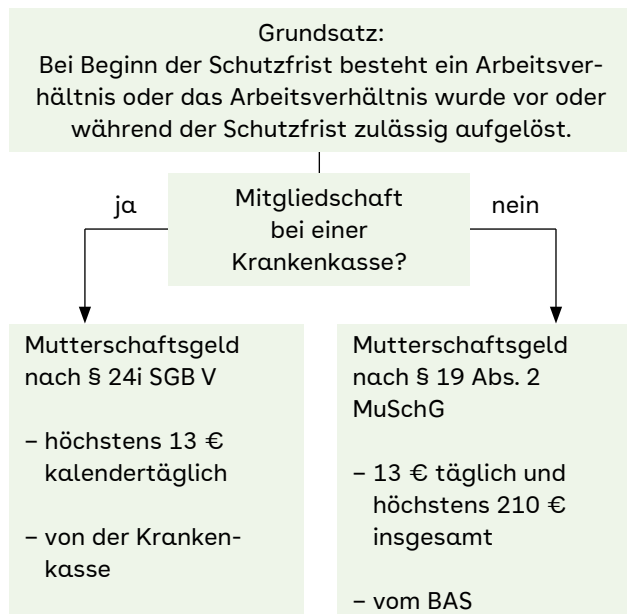 Grundsatz:
Bei Beginn der Schutzfrist besteht ein Arbeitsver-
hältnis oder das Arbeitsverhältnis wurde vor oder
während der Schutzfrist zulässig aufgelöst.
ja
Mitgliedschaft
bei einer
Krankenkasse?
nein
Mutterschaftsgeld
nach § 24i SGB V
– höchstens 13 €
kalendertäglich
– von der Kranken-
kasse
Mutterschaftsgeld
nach § 19 Abs. 2
MuSchG
– 13 € täglich und
höchstens 210 €
insgesamt
– vom BAS